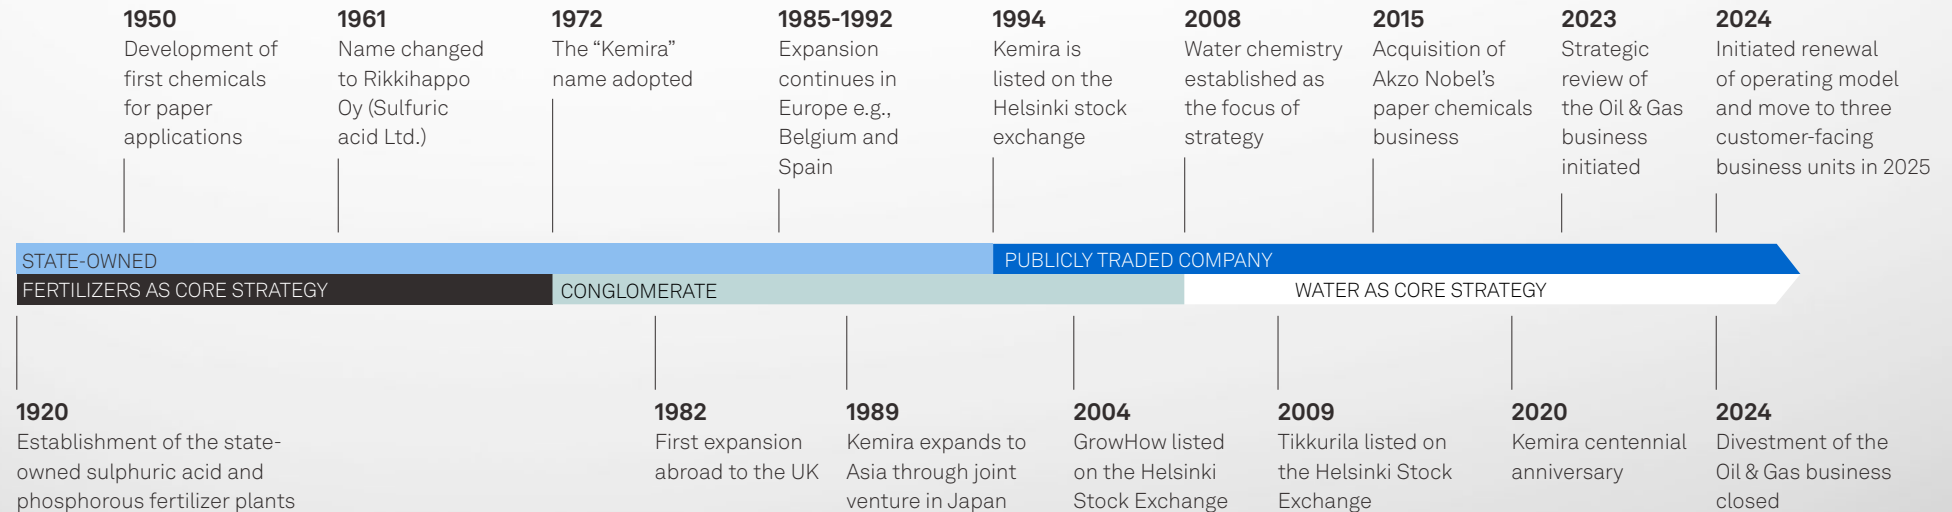 1950
Development of
first chemicals
for paper
applications
1961
Name changed
to Rikkihappo
Oy (Sulfuric
acid Ltd.)
1972
The “Kemira”
name adopted
1985-1992
Expansion
continues in
Europe e.g.,
Belgium and
Spain
1994
Kemira is
listed on the
Helsinki stock
exchange
2008
Water chemistry
established as
the focus of
strategy
2015
Acquisition of
Akzo Nobel’s
paper chemicals
business
2023
Strategic
review of
the Oil & Gas
business
initiated
2024
Initiated renewal
of operating model
and move to three
customer-facing
business units in 2025
STATE-OWNED
PUBLICLY TRADED COMPANY
FERTILIZERS AS CORE STRATEGY
CONGLOMERATE
WATER AS CORE STRATEGY
1920
Establishment of the state-
owned sulphuric acid and
phosphorous fertilizer plants
1982
First expansion
abroad to the UK
1989
Kemira expands to
Asia through joint
venture in Japan
2004
GrowHow listed
on the Helsinki
Stock Exchange
2009
Tikkurila listed on
the Helsinki Stock
Exchange
2020
Kemira centennial
anniversary
2024
Divestment of the
Oil & Gas business
closed